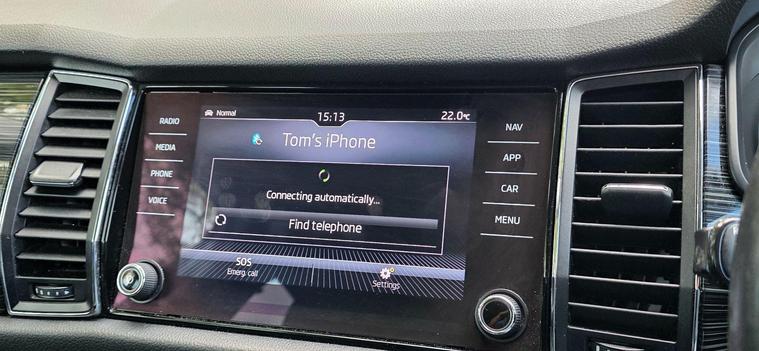 Normal
15:13
22.0°C
Tom's iPhone
Connecting automatically...
Find telephone
SOS
Emerg. call
Settings
RADIO
MEDIA
PHONE
VOICE
NAV
APP
CAR
MENU